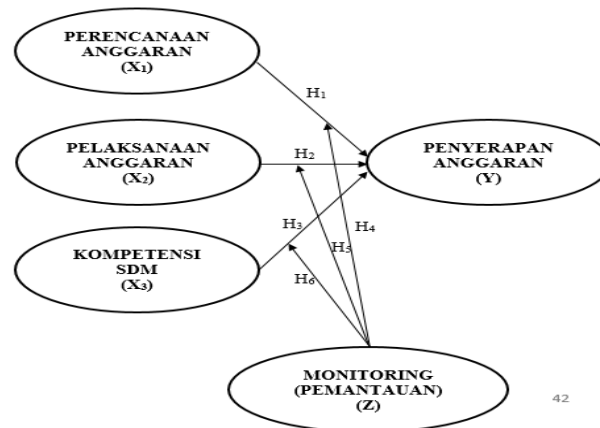 PERENCANAAN
ANGGARAN
(X₁)
H₁
PELAKSANAAN
ANGGARAN
(X₂)
H₂
PENYERAPAN
ANGGARAN
(Y)
H₃
H₄
KOMPETENSI
SDM
(X₃)
H₅
H₆
MONITORING
(PEMANTAUAN)
(Z)
42